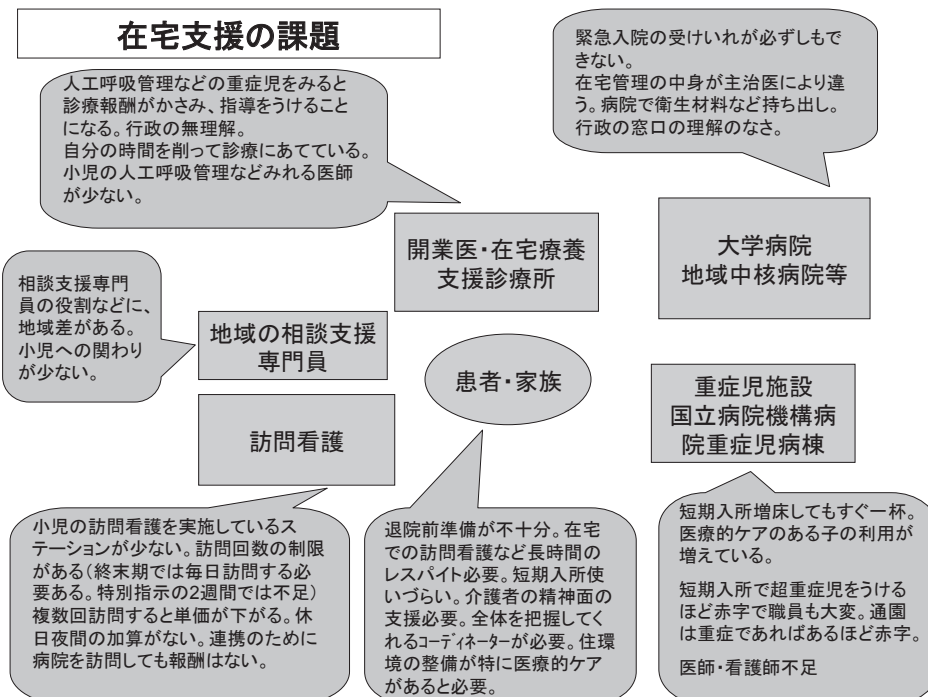 在宅支援の課題
人工呼吸管理などの重症児をみると
診療報酬がかさみ、指導をうけること
になる。行政の無理解。
自分の時間を削って診療にあてている。
小児の人工呼吸管理などみれる医師
が少ない。
緊急入院の受けいれが必ずしもで
きない。
在宅管理の中身が主治医により違
う。病院で衛生材料など持ち出し。
行政の窓口の理解のなさ。
開業医・在宅療養
支援診療所
大学病院
地域中核病院等
相談支援専門
員の役割などに、
地域差がある。
小児への関わり
が少ない。
地域の相談支援
専門員
患者・家族
重症児施設
国立病院機構病
院重症児病棟
訪問看護
小児の訪問看護を実施しているス
テーションが少ない。訪問回数の制限
がある(終末期では毎日訪問する必
要ある。特別指示の2週間では不足)
複数回訪問すると単価が下がる。休
日夜間の加算がない。連携のために
病院を訪問しても報酬はない。
退院前準備が不十分。在宅
での訪問看護など長時間の
レスパイト必要。短期入所使
いづらい。介護者の精神面の
支援必要。全体を把握してく
れるコーディネーターが必要。住環
境の整備が特に医療的ケア
があると必要。
短期入所増床してもすぐ一杯。
医療的ケアのある子の利用が
増えている。
短期入所で超重症児をうける
ほど赤字で職員も大変。通園
は重症であればあるほど赤字。
医師・看護師不足